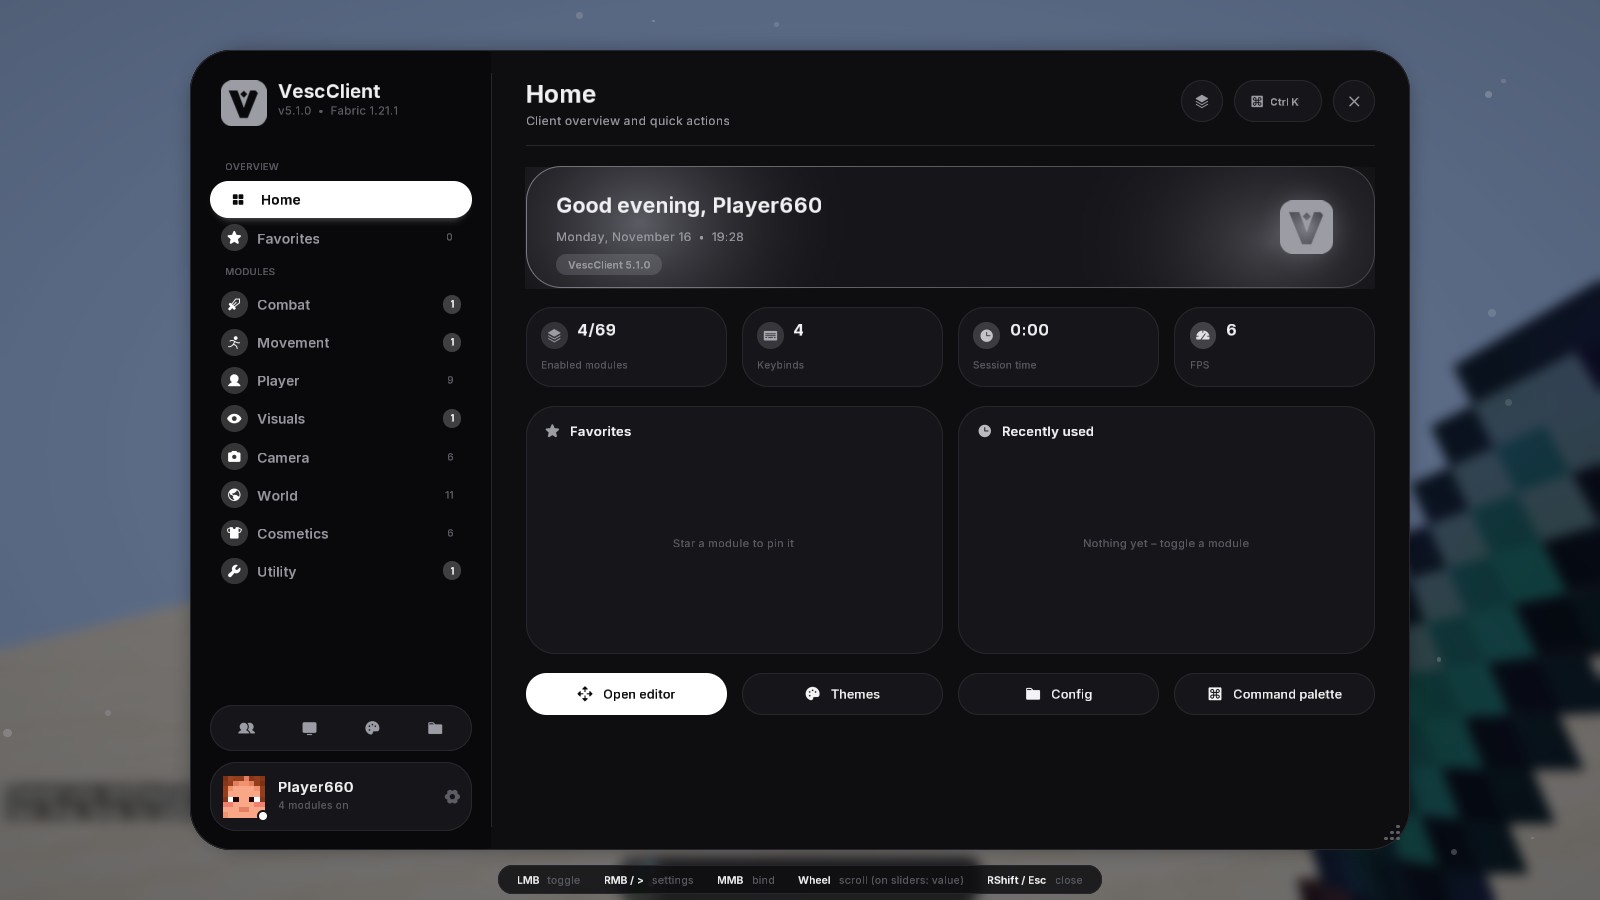 VescClient
v5.1.0 • Fabric 1.21.1
OVERVIEW
Home
Favorites 0
MODULES
Combat 1
Movement 1
Player 9
Visuals 1
Camera 6
World 11
Cosmetics 6
Utility 1
Player660
4 modules on
Home
Client overview and quick actions
Ctrl K
Good evening, Player660
Monday, November 16 • 19:28
VescClient 5.1.0
V
4/69
Enabled modules
4
Keybinds
0:00
Session time
6
FPS
Favorites
Star a module to pin it
Recently used
Nothing yet – toggle a module
Open editor
Themes
Config
Command palette
LMB toggle RMB / > settings MMB bind Wheel scroll (on sliders: value) RShift / Esc close